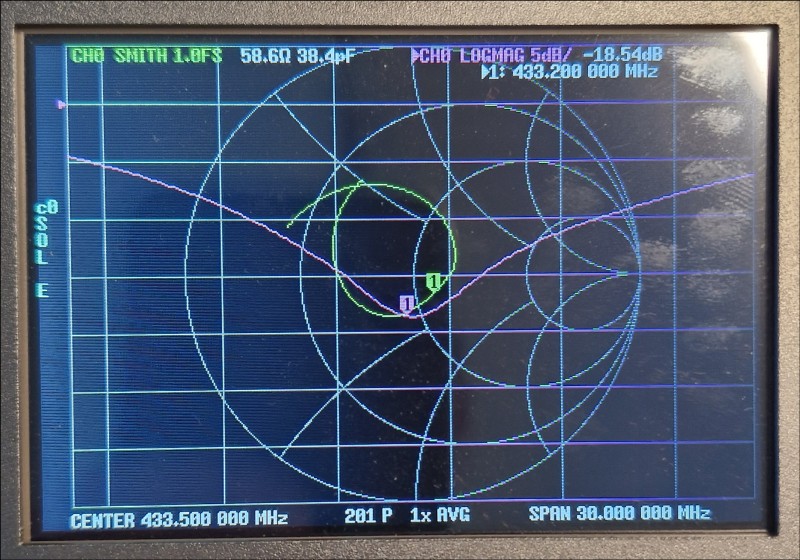 CH0 SMITH 1.0FS 58.6Ω 38.4pF CH0 LOGMAG 5dB/ -18.54dB
1: 433.200 000 MHz
c0
S
O
L
E
1
1
CENTER 433.500 000 MHz 201 P 1x AVG SPAN 30.000 000 MHz